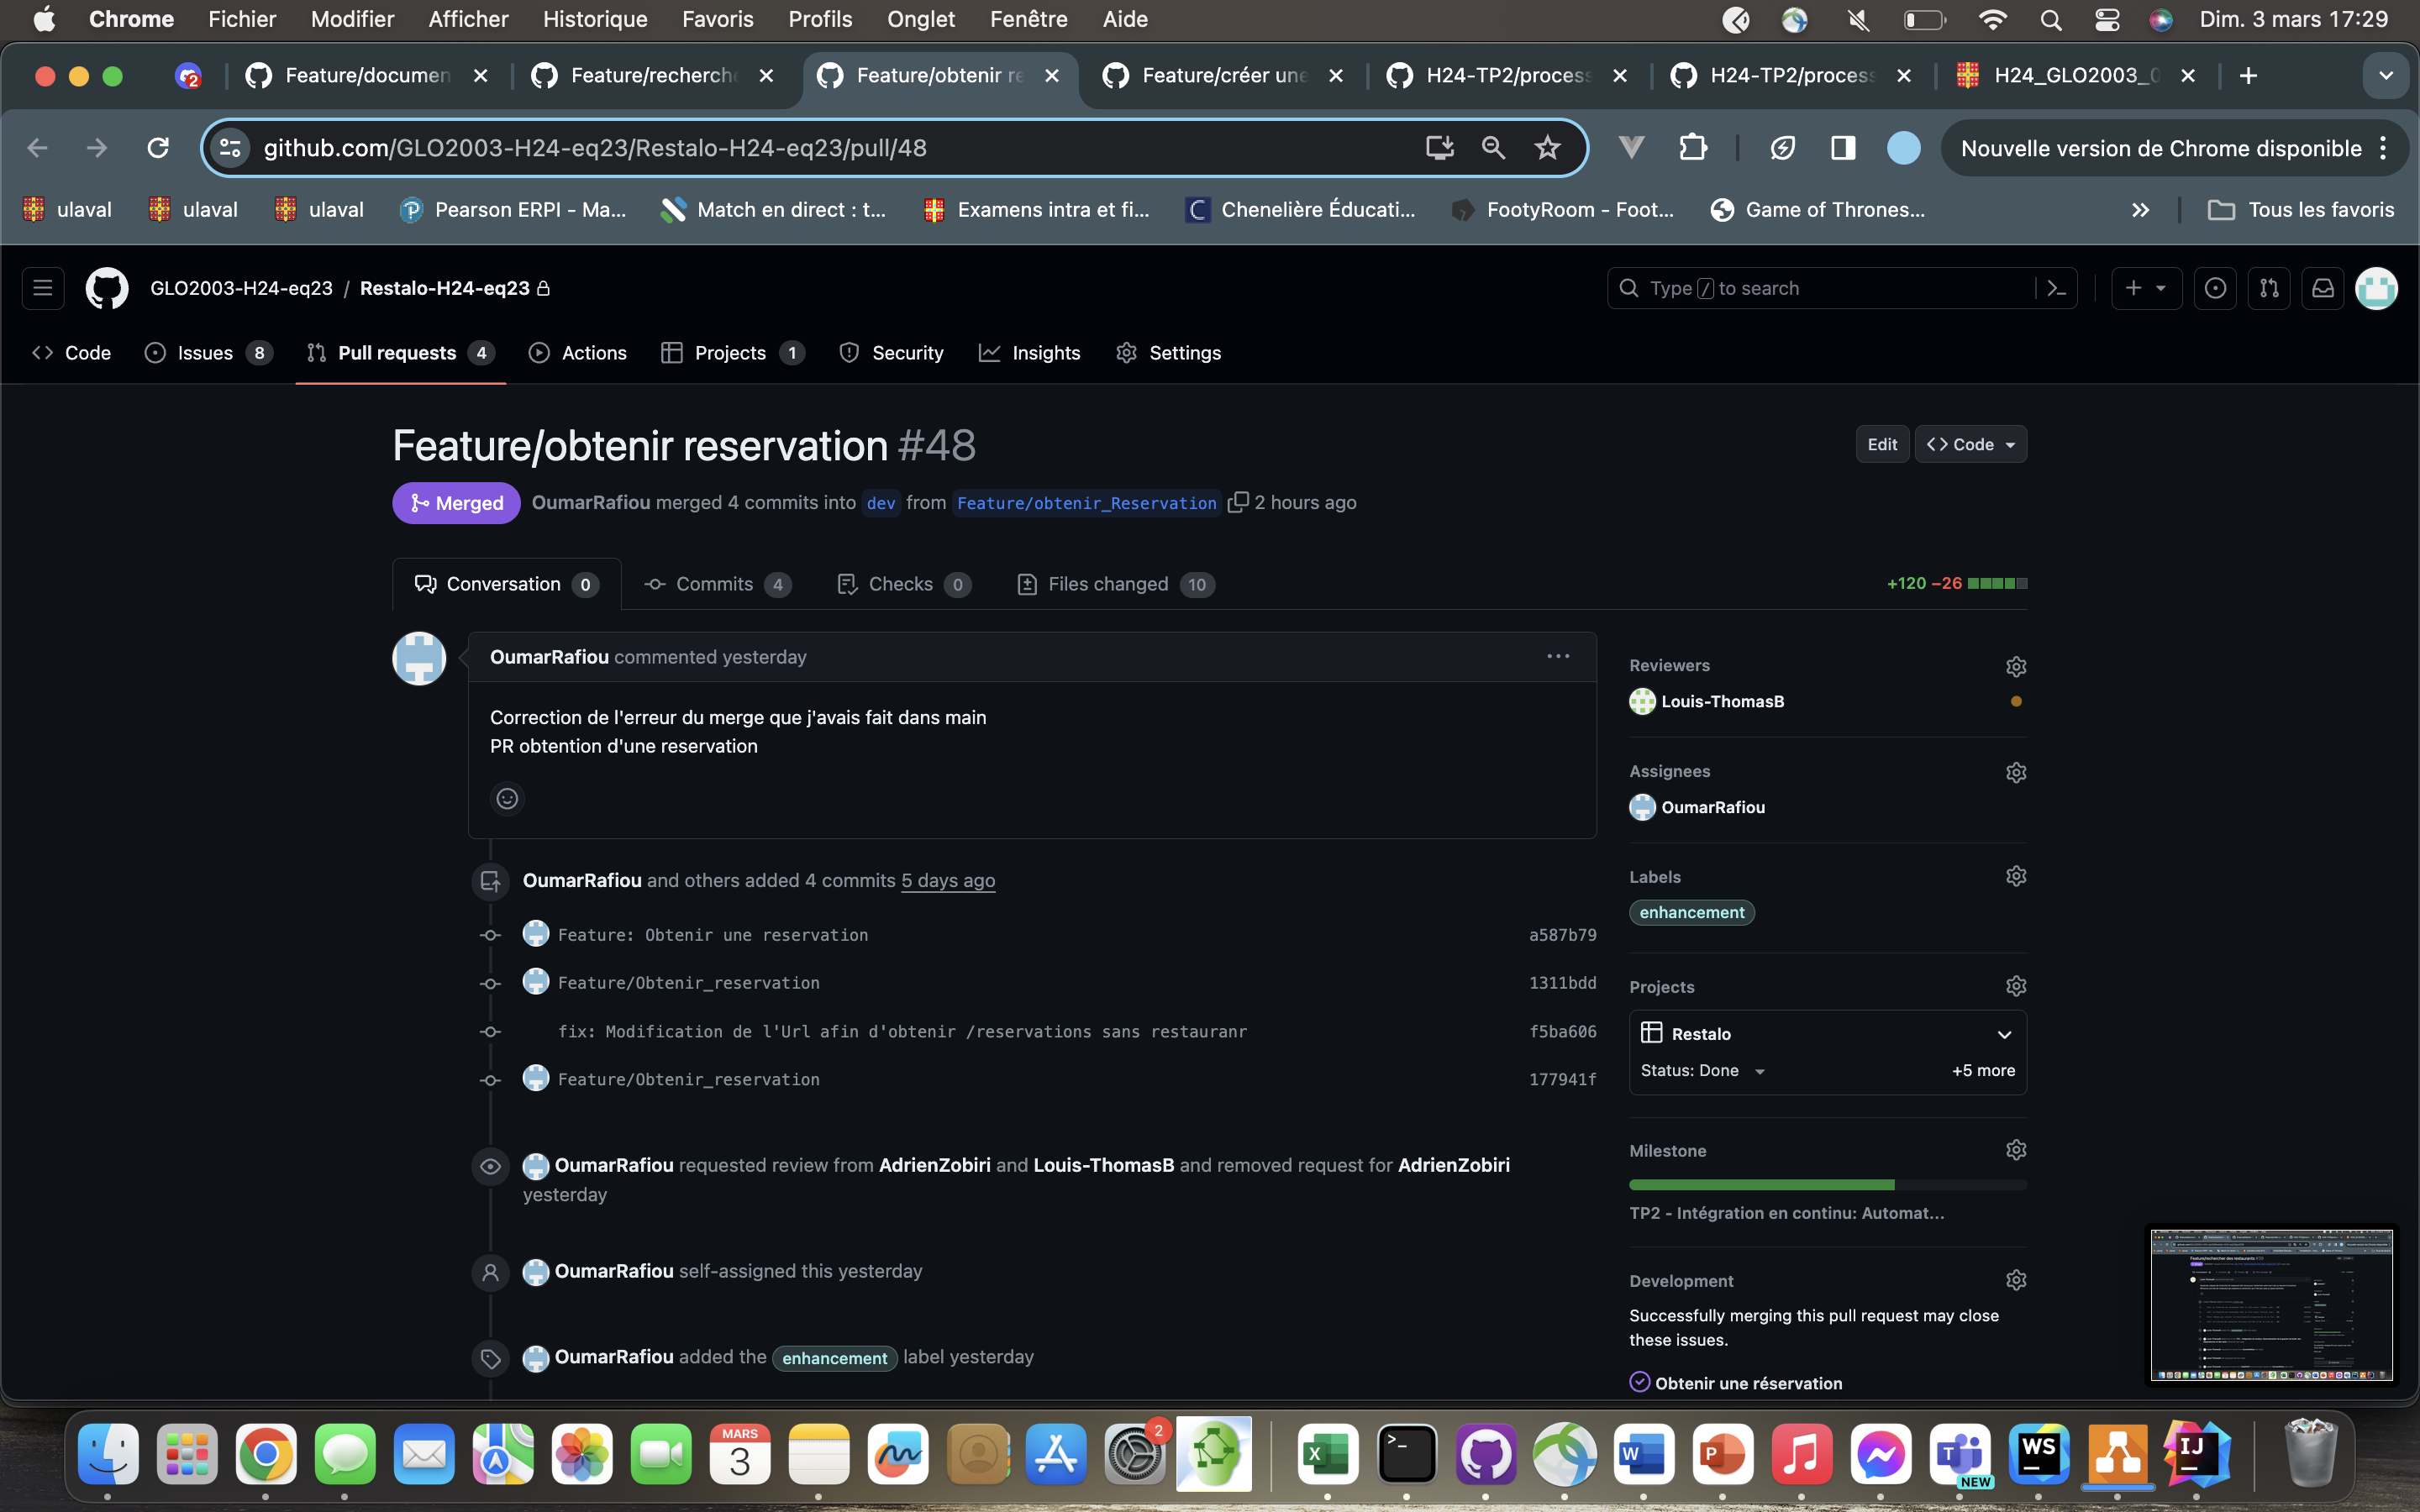 Chrome Fichier Modifier Afficher Historique Favoris Profils Onglet Fenêtre Aide Dim. 3 mars 17:29
2 Feature/documen Feature/recherche Feature/obtenir re Feature/créer une H24-TP2/process H24-TP2/process H24_GLO2003_0
github.com/GLO2003-H24-eq23/Restalo-H24-eq23/pull/48 Nouvelle version de Chrome disponible
ulaval ulaval ulaval Pearson ERPI - Ma... Match en direct : t... Examens intra et fi... Chenelière Éducati... FootyRoom - Foot... Game of Thrones... Tous les favoris
GLO2003-H24-eq23 / Restalo-H24-eq23 Type / to search
Code Issues 8 Pull requests 4 Actions Projects 1 Security Insights Settings
Feature/obtenir reservation #48 Edit Code
Merged OumarRafiou merged 4 commits into dev from Feature/obtenir_Reservation 2 hours ago
Conversation 0 Commits 4 Checks 0 Files changed 10 +120 −26
OumarRafiou commented yesterday
Correction de l'erreur du merge que j'avais fait dans main
PR obtention d'une reservation
OumarRafiou and others added 4 commits 5 days ago
Feature: Obtenir une reservation a587b79
Feature/Obtenir_reservation 1311bdd
fix: Modification de l'Url afin d'obtenir /reservations sans restauranr f5ba606
Feature/Obtenir_reservation 177941f
OumarRafiou requested review from AdrienZobiri and Louis-ThomasB and removed request for AdrienZobiri
yesterday
OumarRafiou self-assigned this yesterday
OumarRafiou added the enhancement label yesterday
Reviewers
Louis-ThomasB
Assignees
OumarRafiou
Labels
enhancement
Projects
Restalo
Status: Done +5 more
Milestone
TP2 - Intégration en continu: Automat...
Development
Successfully merging this pull request may close
these issues.
Obtenir une réservation
MARS
3
2
X
>_
W
P
T
NEW
WS
IJ